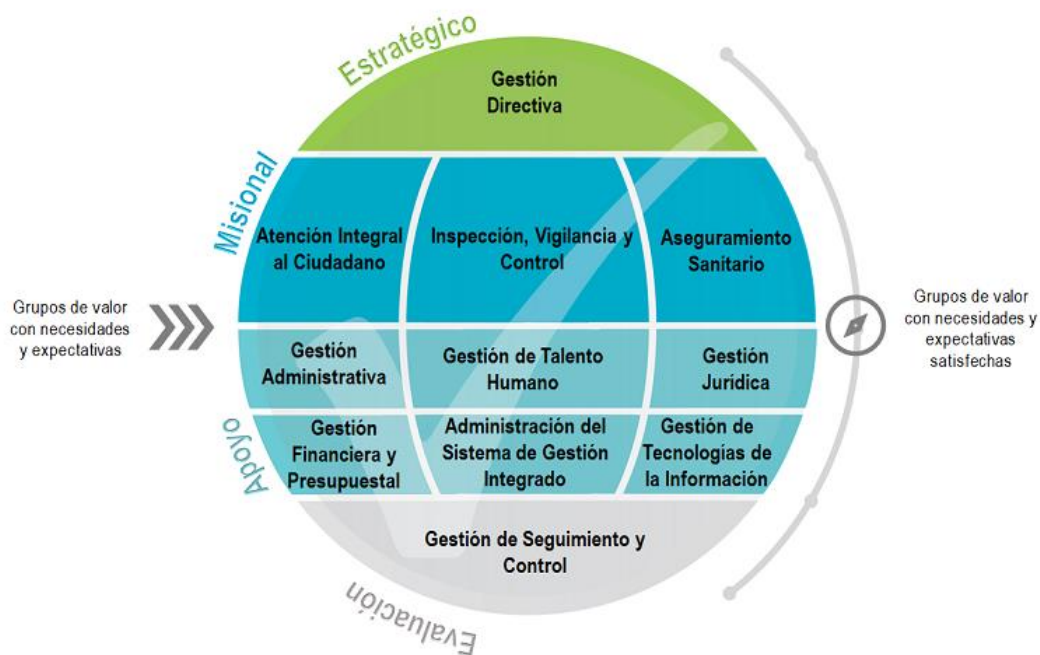 Estratégico
Gestión
Directiva
Misional
Atención Integral
al Ciudadano
Inspección, Vigilancia y
Control
Aseguramiento
Sanitario
Grupos de valor
con necesidades
y expectativas
Grupos de valor
con necesidades y
expectativas
satisfechas
Gestión
Administrativa
Gestión de Talento
Humano
Gestión
Jurídica
Apoyo
Gestión
Financiera y
Presupuestal
Administración del
Sistema de Gestión
Integrado
Gestión de
Tecnologías de
la Información
Gestión de Seguimiento y
Control
Evaluación